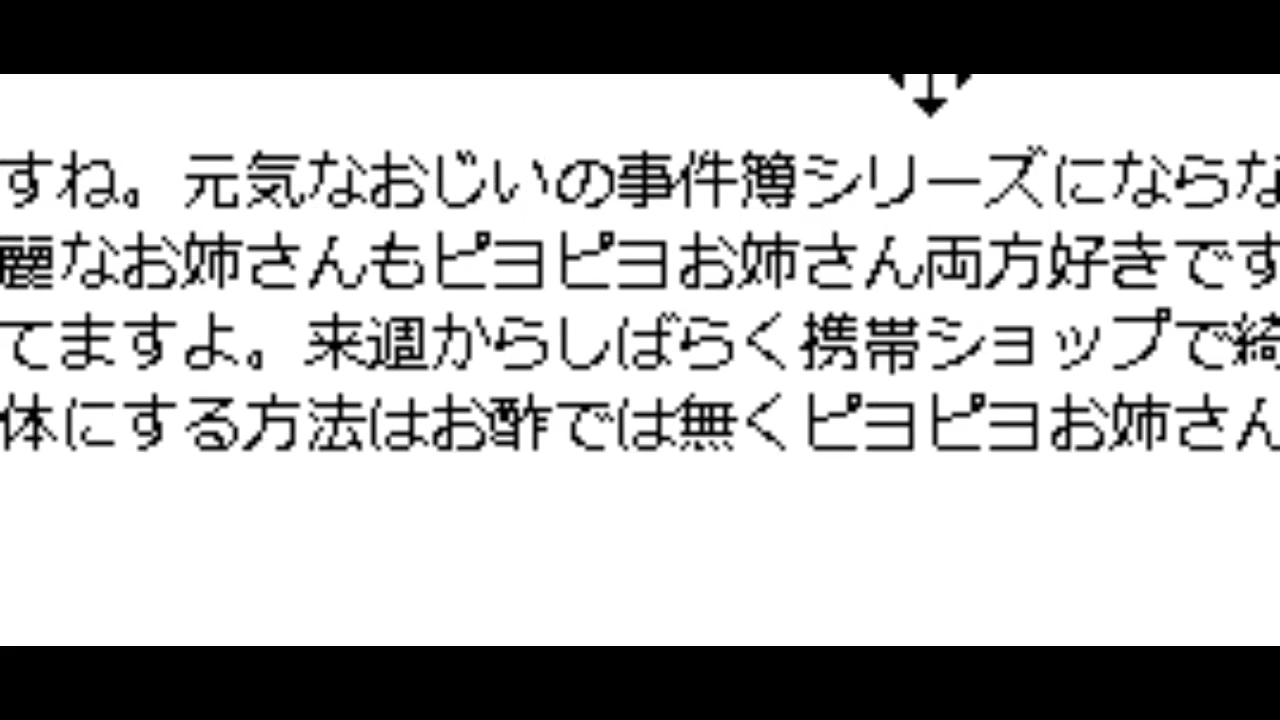 すね。元気なおじいの事件簿シリーズにならな
麗なお姉さんもピヨピヨお姉さん両方好きです
てますよ。来週からしばらく携帯ショップで綺
体にする方法はお酢では無くピヨピヨお姉さん